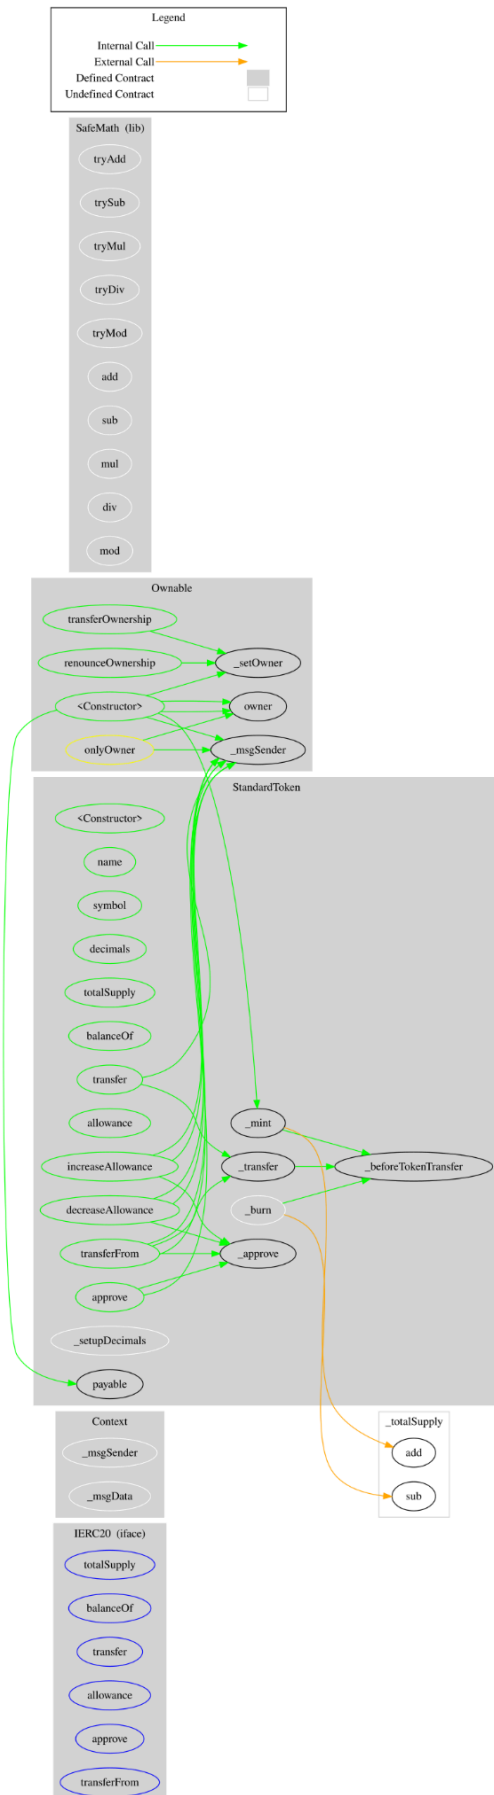 Legend
Internal Call
External Call
Defined Contract
Undefined Contract
SafeMath (lib)
tryAdd
trySub
tryMul
tryDiv
tryMod
add
sub
mul
div
mod
Ownable
transferOwnership
renounceOwnership
_setOwner
<Constructor>
owner
onlyOwner
_msgSender
StandardToken
<Constructor>
name
symbol
decimals
totalSupply
balanceOf
transfer
allowance
_mint
increaseAllowance
_transfer
_beforeTokenTransfer
decreaseAllowance
_burn
transferFrom
_approve
approve
_setupDecimals
payable
Context
_msgSender
_msgData
_totalSupply
add
sub
IERC20 (iface)
totalSupply
balanceOf
transfer
allowance
approve
transferFrom